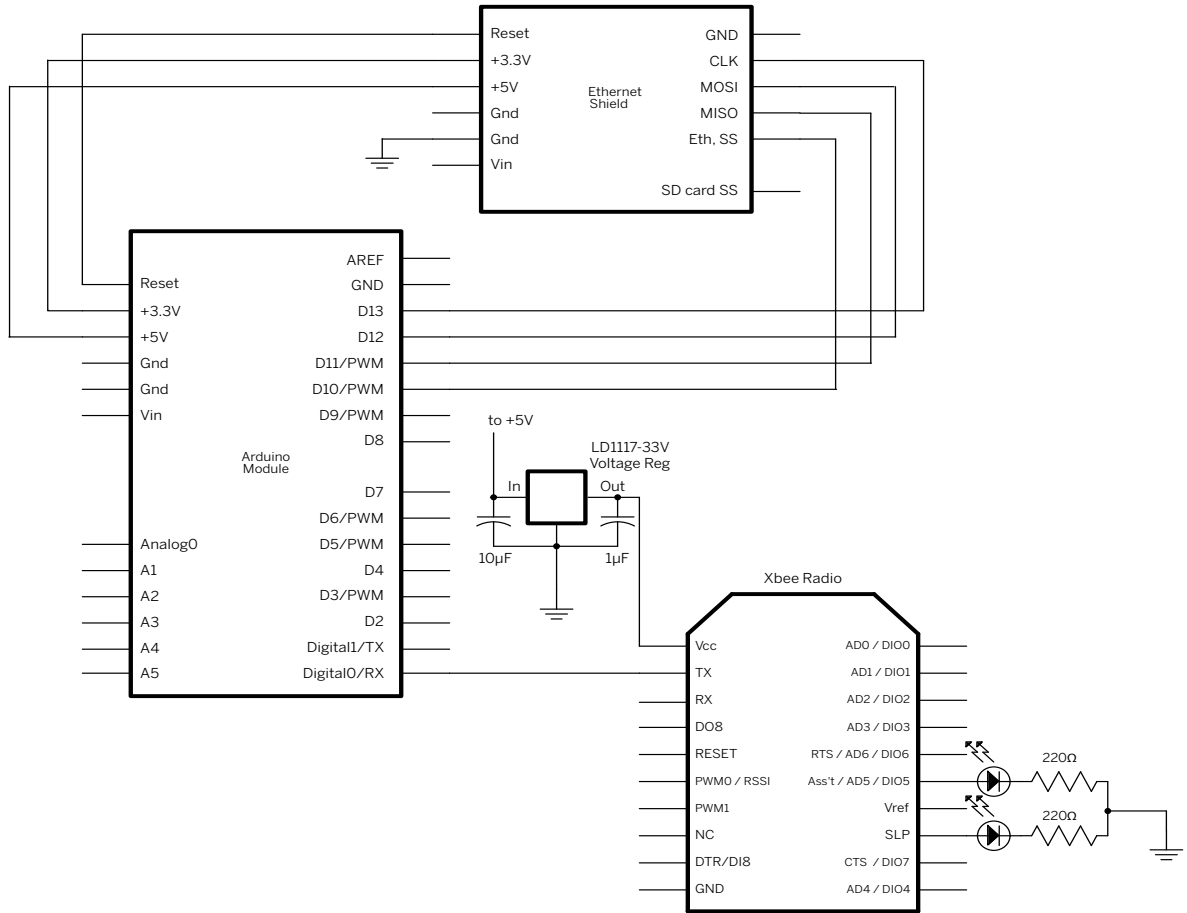 Reset
+3.3V
+5V
Gnd
Gnd
Vin
Ethernet
Shield
GND
CLK
MOSI
MISO
Eth, SS
SD card SS
Reset
+3.3V
+5V
Gnd
Gnd
Vin
Analog0
A1
A2
A3
A4
A5
Arduino
Module
AREF
GND
D13
D12
D11/PWM
D10/PWM
D9/PWM
D8
D7
D6/PWM
D5/PWM
D4
D3/PWM
D2
Digital1/TX
Digital0/RX
to +5V
LD1117-33V
Voltage Reg
In
Out
10µF
1µF
Xbee Radio
Vcc
TX
RX
DO8
RESET
PWM0 / RSSI
PWM1
NC
DTR/DI8
GND
AD0 / DIO0
AD1 / DIO1
AD2 / DIO2
AD3 / DIO3
RTS / AD6 / DIO6
Ass't / AD5 / DIO5
Vref
SLP
CTS / DIO7
AD4 / DIO4
220Ω
220Ω